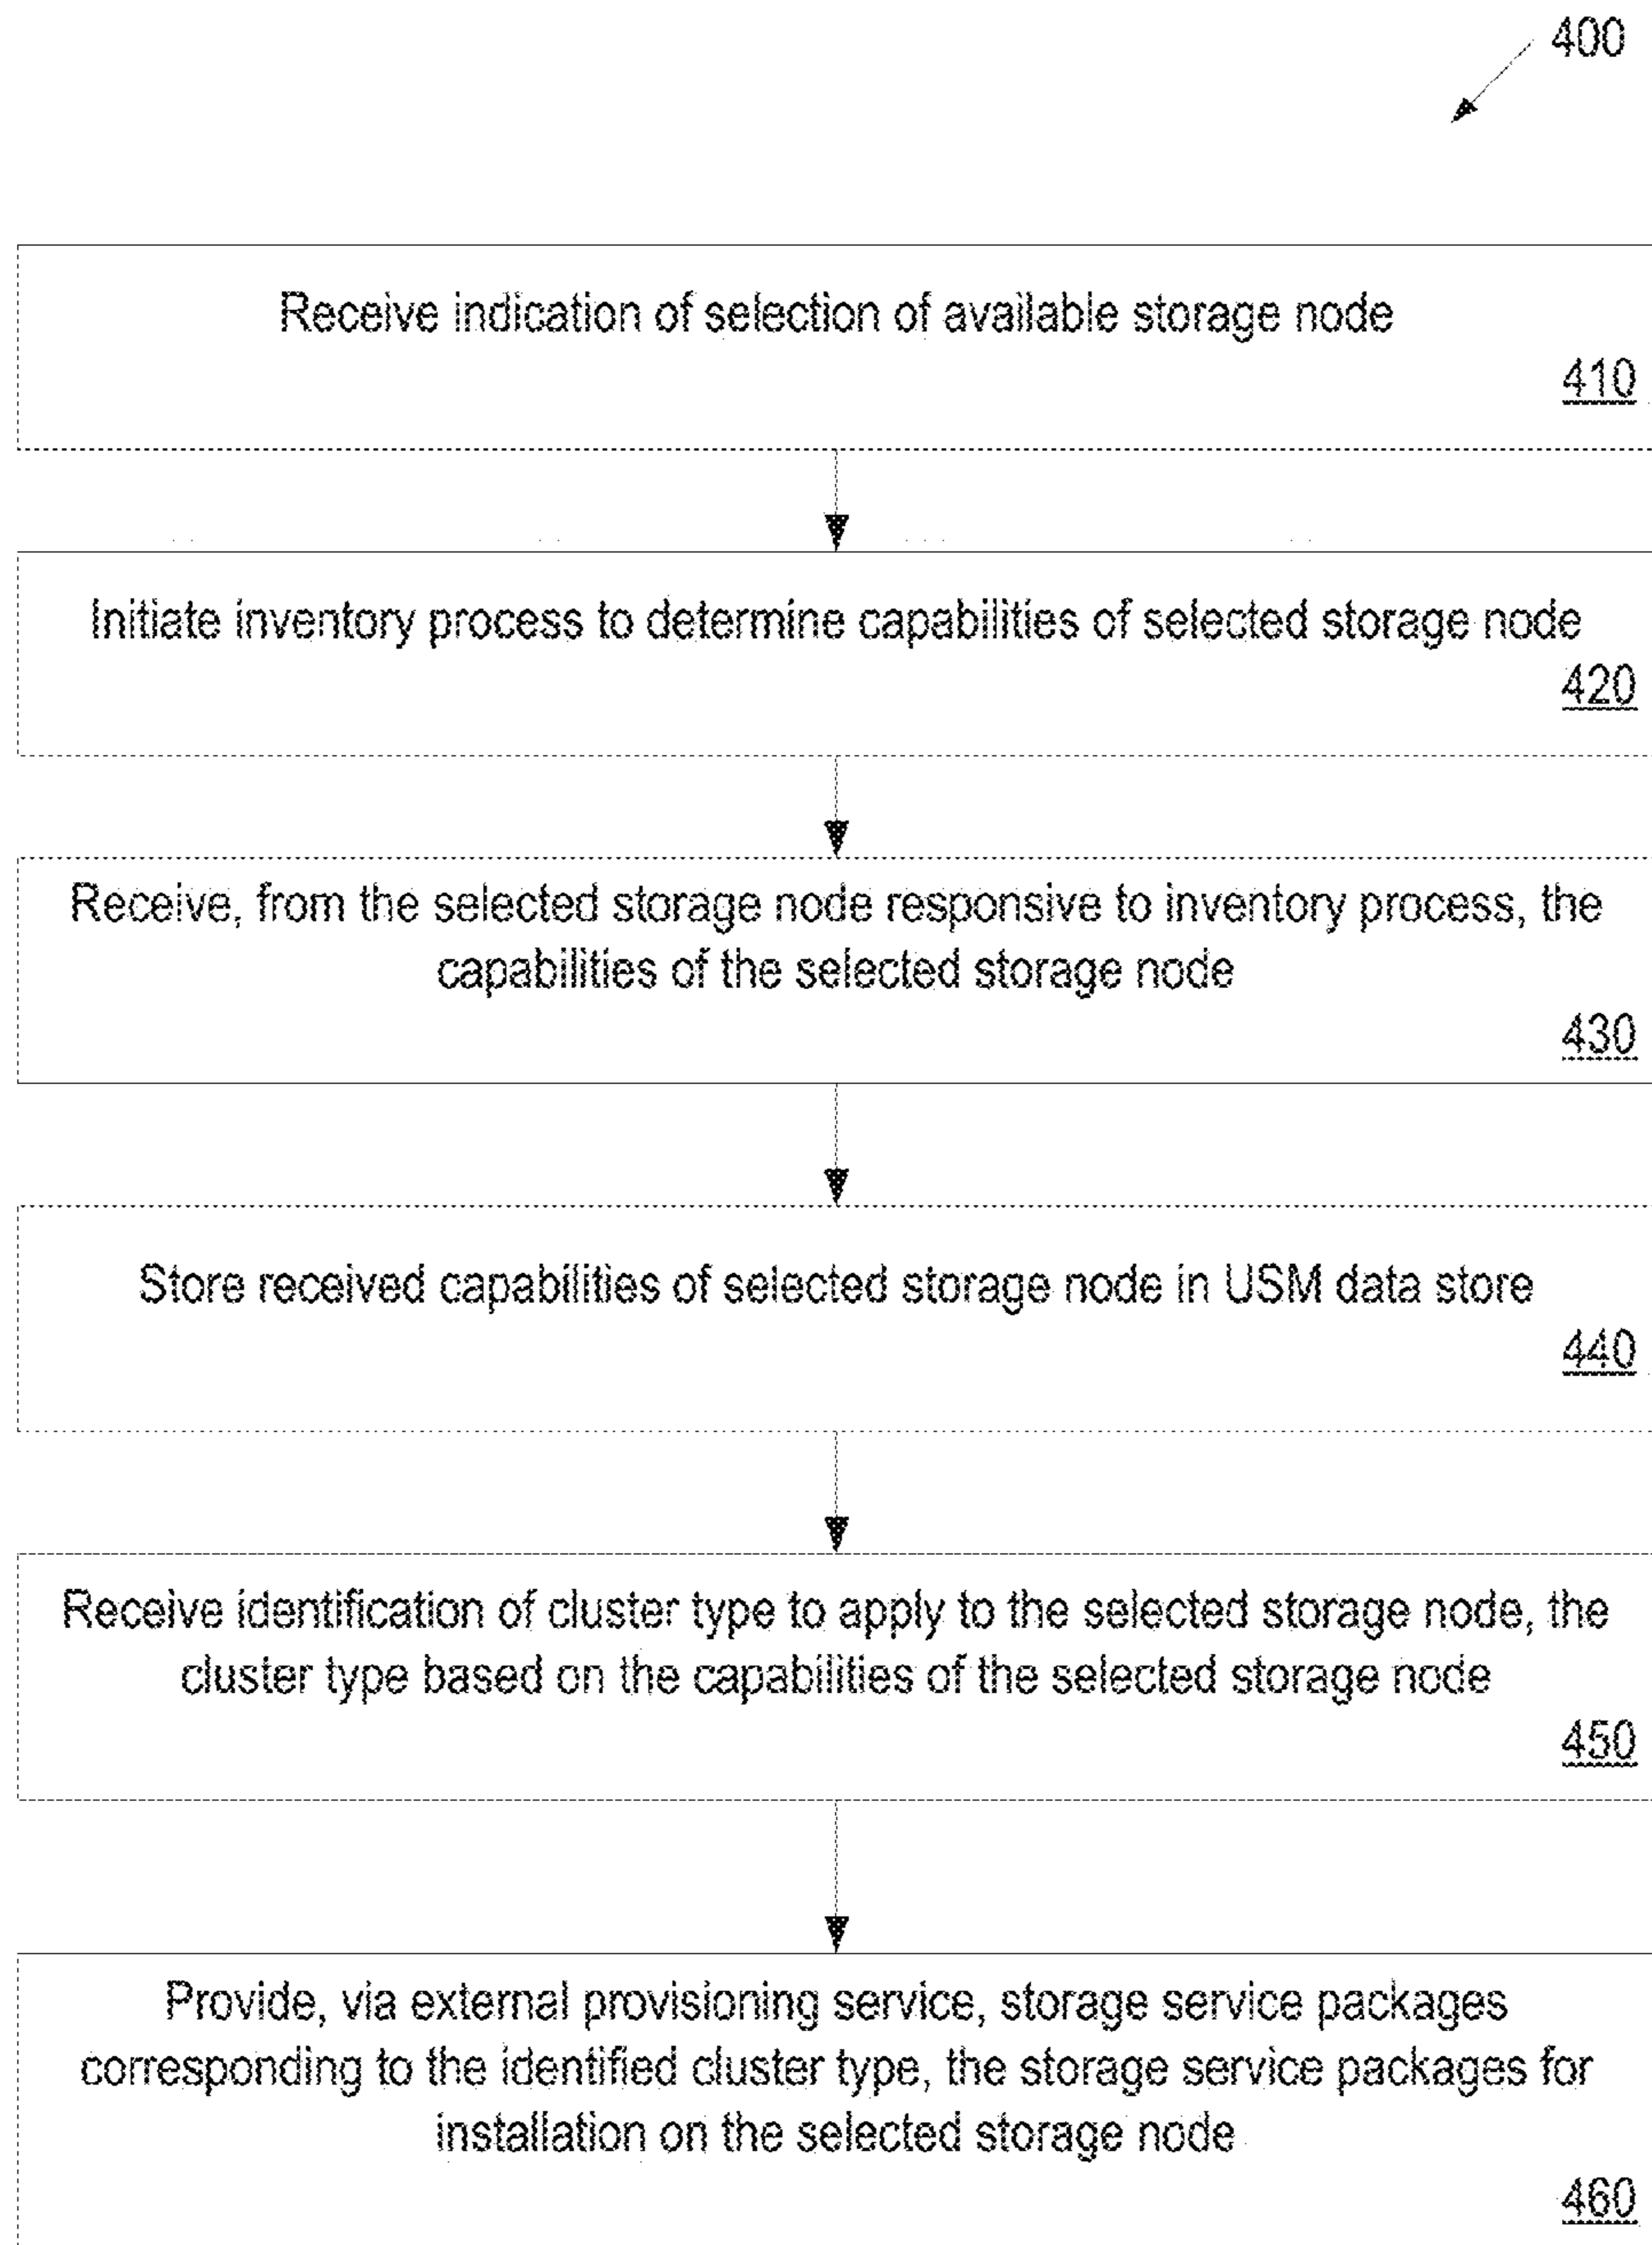 400
Receive indication of selection of available storage node
410
Initiate inventory process to determine capabilities of selected storage node
420
Receive, from the selected storage node responsive to inventory process, the
capabilities of the selected storage node
430
Store received capabilities of selected storage node in USM data store
440
Receive identification of cluster type to apply to the selected storage node, the
cluster type based on the capabilities of the selected storage node
450
Provide, via external provisioning service, storage service packages
corresponding to the identified cluster type, the storage service packages for
installation on the selected storage node
460